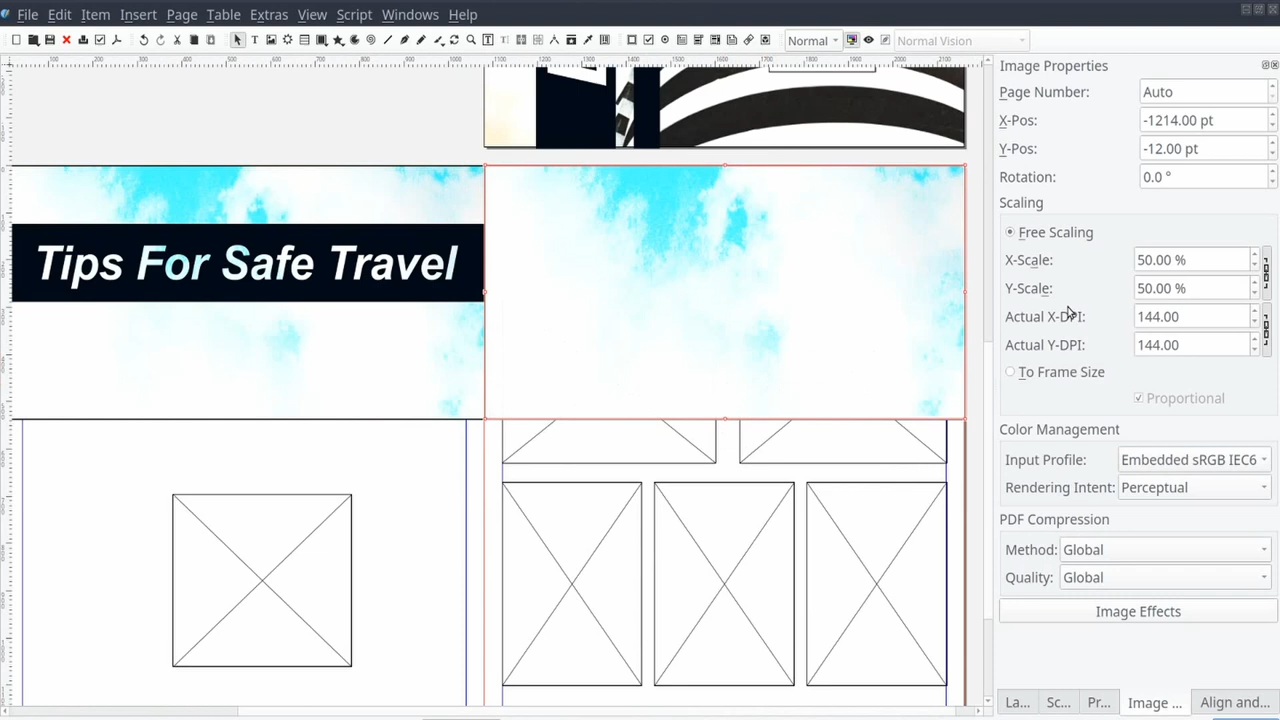 File Edit Item Insert Page Table Extras View Script Windows Help
Normal
Normal Vision
Image Properties
Page Number: Auto
X-Pos: -1214.00 pt
Y-Pos: -12.00 pt
Rotation: 0.0 °
Scaling
Free Scaling
X-Scale: 50.00 %
Y-Scale: 50.00 %
Actual X-DPI: 144.00
Actual Y-DPI: 144.00
To Frame Size
Proportional
Color Management
Input Profile: Embedded sRGB IEC6
Rendering Intent: Perceptual
PDF Compression
Method: Global
Quality: Global
Image Effects
La... Sc... Pr... Image ... Align and...
Tips For Safe Travel